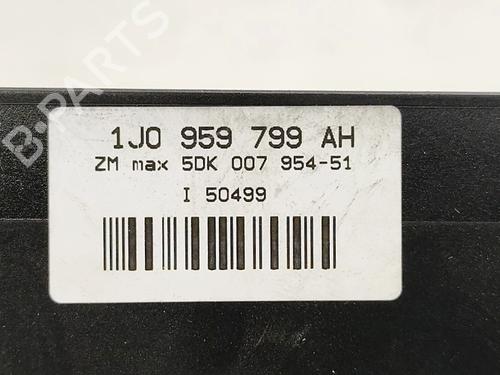 B-PARTS
1J0 959 799 AH
ZM max 5DK 007 954-51
I 50499